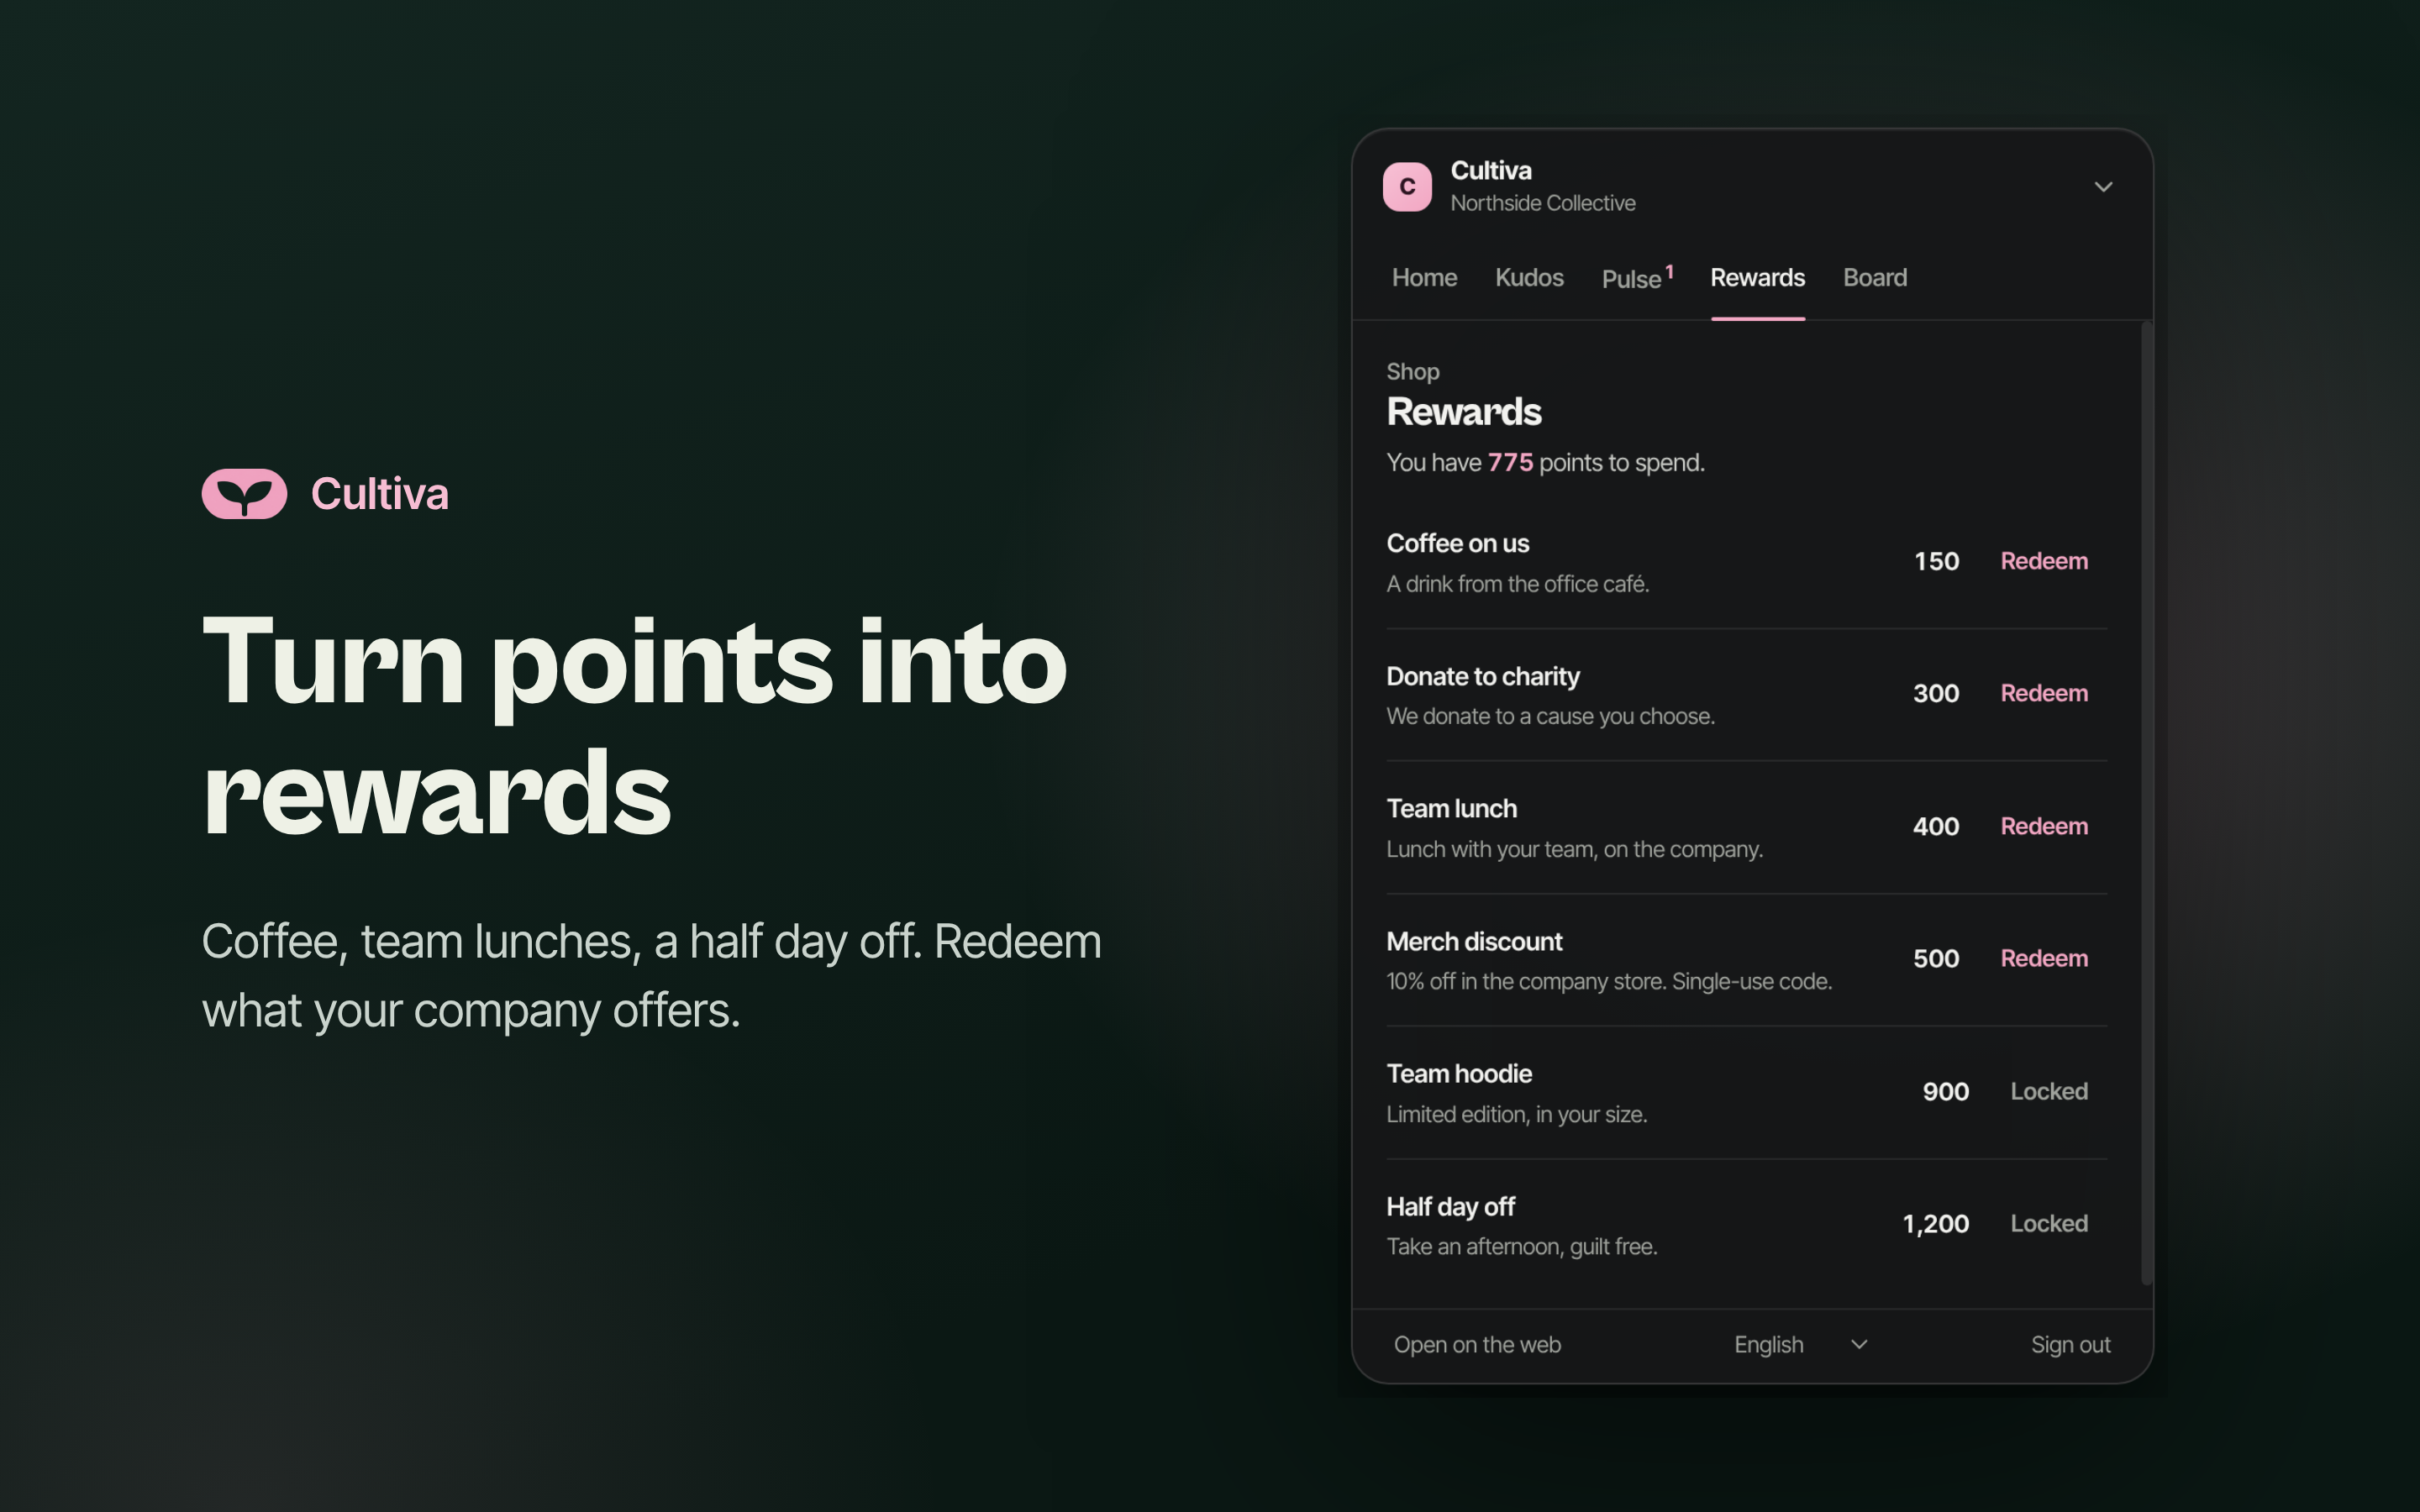 Cultiva
Turn points into
rewards
Coffee, team lunches, a half day off. Redeem
what your company offers.
C
Cultiva
Northside Collective
Home Kudos Pulse 1 Rewards Board
Shop
Rewards
You have 775 points to spend.
Coffee on us
A drink from the office café.
150 Redeem
Donate to charity
We donate to a cause you choose.
300 Redeem
Team lunch
Lunch with your team, on the company.
400 Redeem
Merch discount
10% off in the company store. Single-use code.
500 Redeem
Team hoodie
Limited edition, in your size.
900 Locked
Half day off
Take an afternoon, guilt free.
1,200 Locked
Open on the web English Sign out